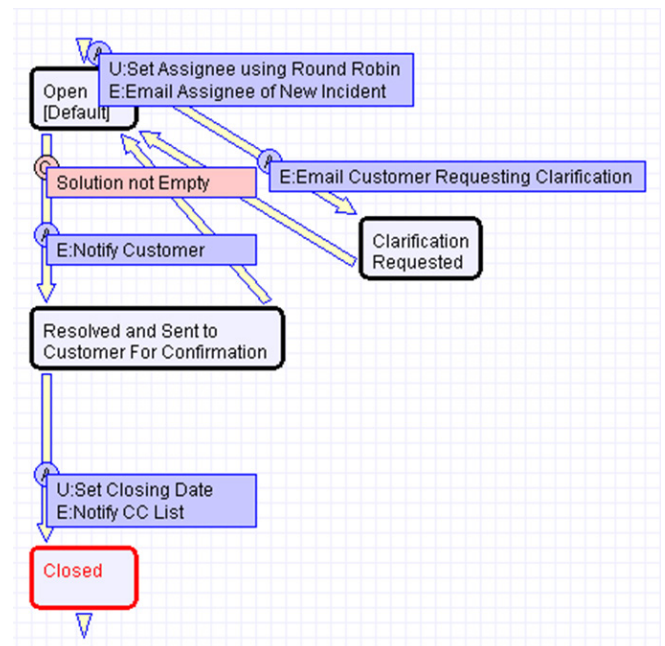 A
U:Set Assignee using Round Robin
E:Email Assignee of New Incident
Open
[Default]
A
E:Email Customer Requesting Clarification
C
Solution not Empty
Clarification
Requested
A
E:Notify Customer
Resolved and Sent to
Customer For Confirmation
A
U:Set Closing Date
E:Notify CC List
Closed